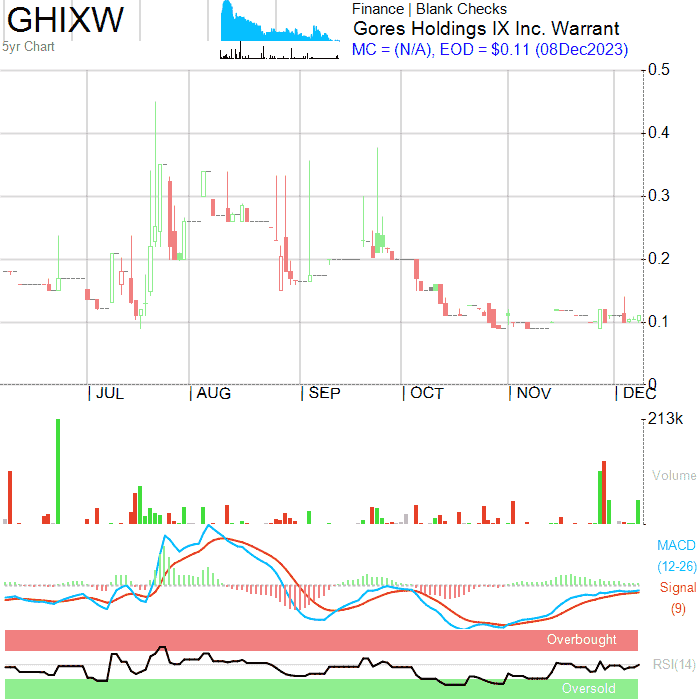 GHIXW
5yr Chart
Finance | Blank Checks
Gores Holdings IX Inc. Warrant
MC = (N/A), EOD = $0.11 (08Dec2023)
0.5
0.4
0.3
0.2
0.1
0
JUL AUG SEP OCT NOV DEC
213k
Volume
MACD
(12-26)
Signal
(9)
Overbought
RSI(14)
Oversold